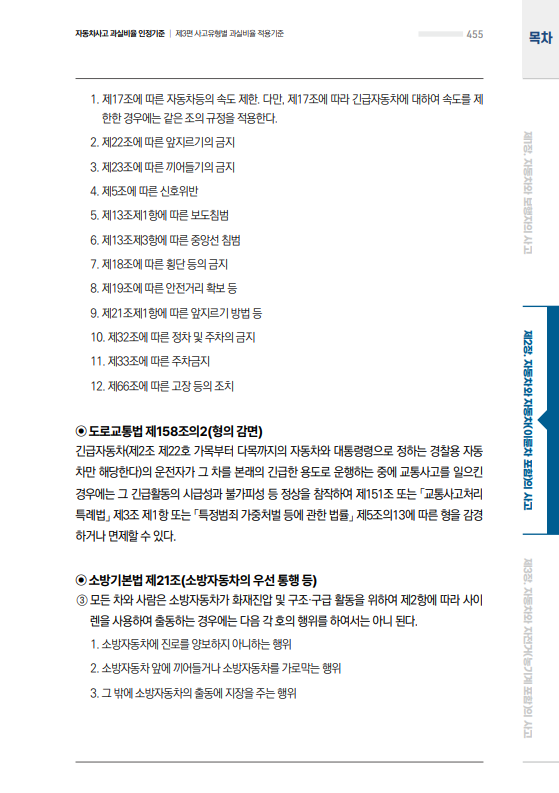 자동차사고 과실비율 인정기준 | 제3편 사고유형별 과실비율 적용기준
455
목차
1. 제17조에 따른 자동차등의 속도 제한. 다만, 제17조에 따라 긴급자동차에 대하여 속도를 제
한한 경우에는 같은 조의 규정을 적용한다.
2. 제22조에 따른 앞지르기의 금지
3. 제23조에 따른 끼어들기의 금지
4. 제5조에 따른 신호위반
5. 제13조제1항에 따른 보도침범
6. 제13조제3항에 따른 중앙선 침범
7. 제18조에 따른 횡단 등의 금지
8. 제19조에 따른 안전거리 확보 등
9. 제21조제1항에 따른 앞지르기 방법 등
10. 제32조에 따른 정차 및 주차의 금지
11. 제33조에 따른 주차금지
12. 제66조에 따른 고장 등의 조치
◉ 도로교통법 제158조의2(형의 감면)
긴급자동차(제2조 제22호 가목부터 다목까지의 자동차와 대통령령으로 정하는 경찰용 자동
차만 해당한다)의 운전자가 그 차를 본래의 긴급한 용도로 운행하는 중에 교통사고를 일으킨
경우에는 그 긴급활동의 시급성과 불가피성 등 정상을 참작하여 제151조 또는 「교통사고처리
특례법」 제3조 제1항 또는 「특정범죄 가중처벌 등에 관한 법률」 제5조의13에 따른 형을 감경
하거나 면제할 수 있다.
◉ 소방기본법 제21조(소방자동차의 우선 통행 등)
③ 모든 차와 사람은 소방자동차가 화재진압 및 구조·구급 활동을 위하여 제2항에 따라 사이
렌을 사용하여 출동하는 경우에는 다음 각 호의 행위를 하여서는 아니 된다.
1. 소방자동차에 진로를 양보하지 아니하는 행위
2. 소방자동차 앞에 끼어들거나 소방자동차를 가로막는 행위
3. 그 밖에 소방자동차의 출동에 지장을 주는 행위
제1장. 자동차와 보행자의 사고
제2장. 자동차와 자동차(이륜차 포함)의 사고
제3장. 자동차와 자전거(농기계 포함)의 사고